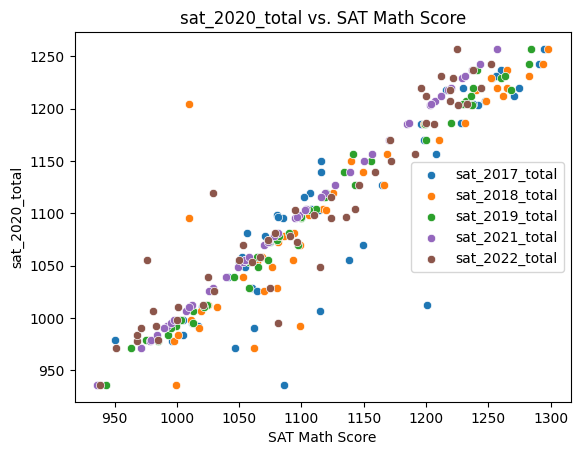 sat_2020_total vs. SAT Math Score
1250
1200
1150
1100
1050
1000
950
sat_2020_total
sat_2017_total
sat_2018_total
sat_2019_total
sat_2021_total
sat_2022_total
950 1000 1050 1100 1150 1200 1250 1300
SAT Math Score